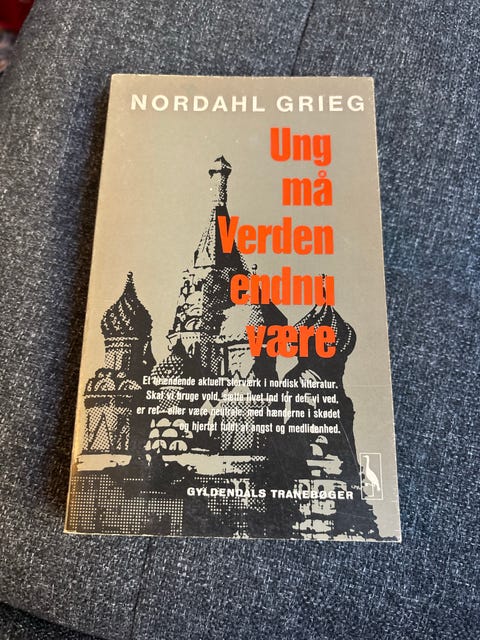 NORDAHL GRIEG
Ung
må
Verden
endnu
være
Et brændende aktuelt storværk i nordisk litteratur.
Skal vi bruge vold, sætte livet ind for det, vi ved,
er ret – eller være neutrale, med hænderne i skødet
og hjertet fuldt af angst og medlidenhed.
GYLDENDALS TRANEBØGER